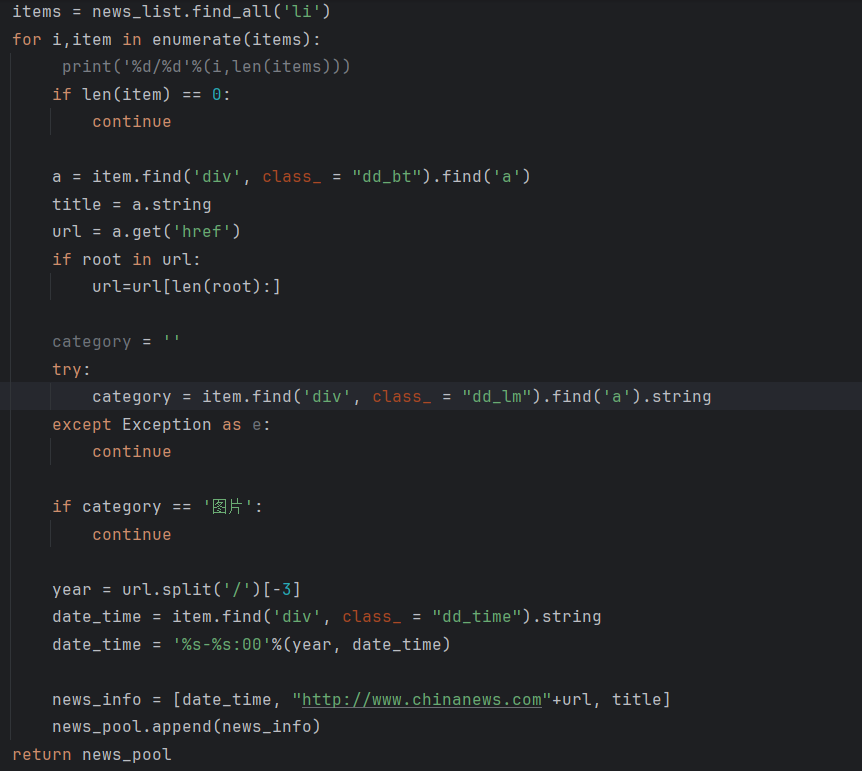 items = news_list.find_all('li')
for i,item in enumerate(items):
     print('%d/%d'%(i,len(items)))
    if len(item) == 0:
        continue

    a = item.find('div', class_ = "dd_bt").find('a')
    title = a.string
    url = a.get('href')
    if root in url:
        url=url[len(root):]

    category = ''
    try:
        category = item.find('div', class_ = "dd_lm").find('a').string
    except Exception as e:
        continue

    if category == '图片':
        continue

    year = url.split('/')[-3]
    date_time = item.find('div', class_ = "dd_time").string
    date_time = '%s-%s:00'%(year, date_time)

    news_info = [date_time, "http://www.chinanews.com"+url, title]
    news_pool.append(news_info)
return news_pool